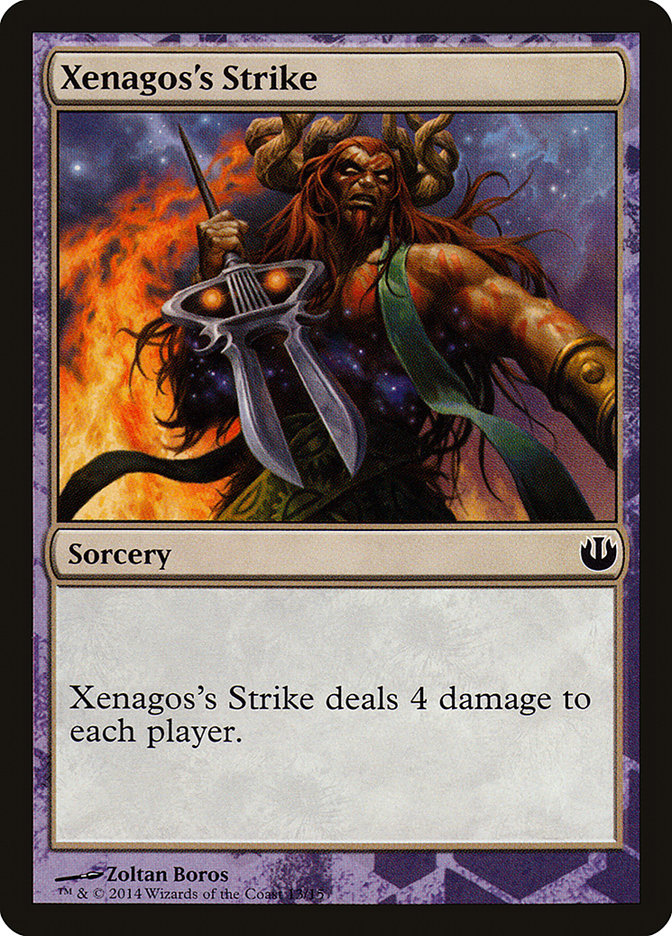 Xenagos's Strike
Sorcery
Xenagos's Strike deals 4 damage to
each player.
Zoltan Boros
™ & © 2014 Wizards of the Coast 13/15